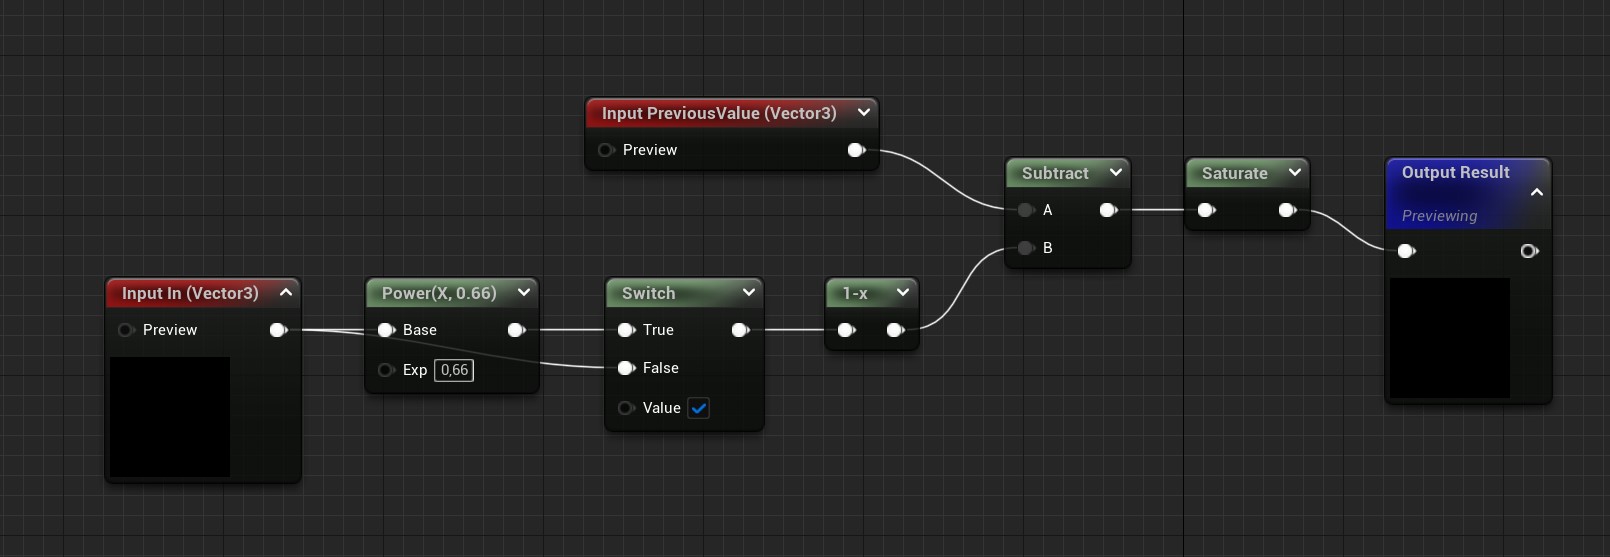 Input PreviousValue (Vector3)
Preview
Subtract
A
B
Saturate
Output Result
Previewing
Input In (Vector3)
Preview
Power(X, 0.66)
Base
Exp 0,66
Switch
True
False
Value
1-x